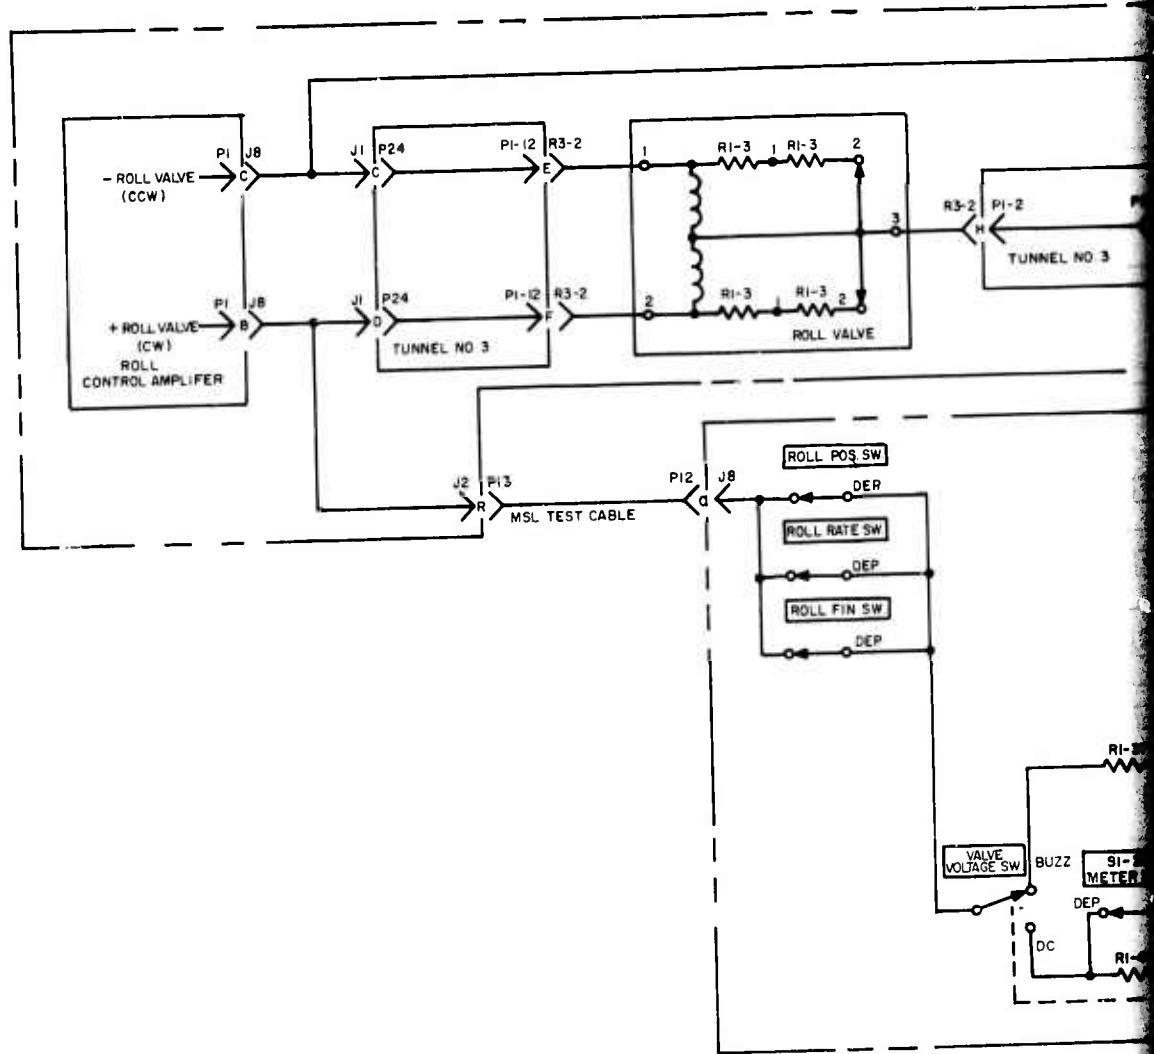 P1 J8
C
- ROLL VALVE
(CCW)
J1 P24
C
P1-12 R3-2
E
1
R1-3 1 R1-3 2
3
R3-2 P1-2
H
TUNNEL NO. 3
P1 J8
B
+ ROLL VALVE
(CW)
ROLL
CONTROL AMPLIFER
J1 P24
D
TUNNEL NO 3
P1-12 R3-2
F
2
R1-3 1 R1-3 2
ROLL VALVE
J2 P13
R
MSL TEST CABLE
P12 J8
a
ROLL POS. SW
DEP
ROLL RATE SW
DEP
ROLL FIN SW
DEP
VALVE
VOLTAGE SW
BUZZ
DC
METER
DEP